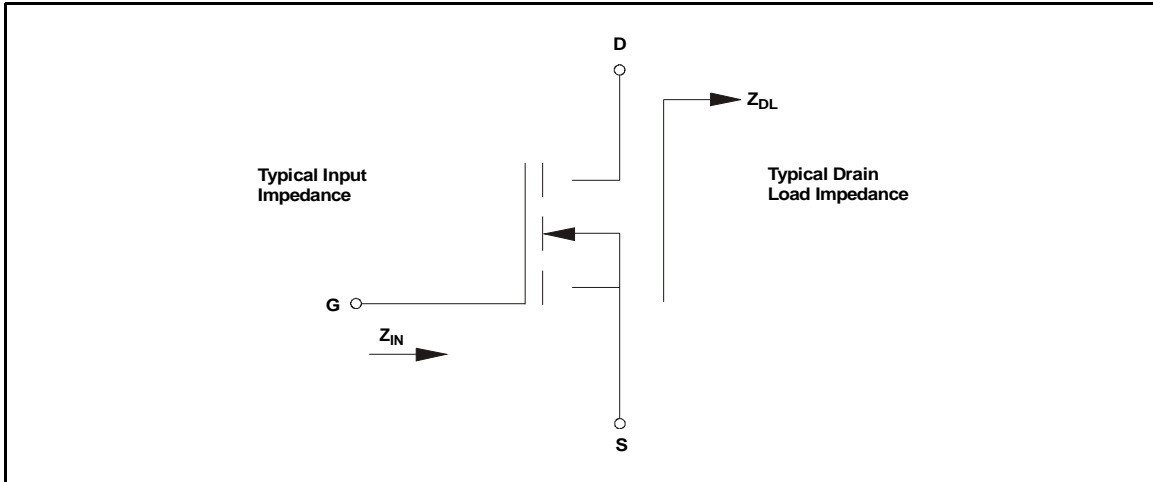 D
Z_DL
Typical Input
Impedance
Typical Drain
Load Impedance
G
Z_IN
S